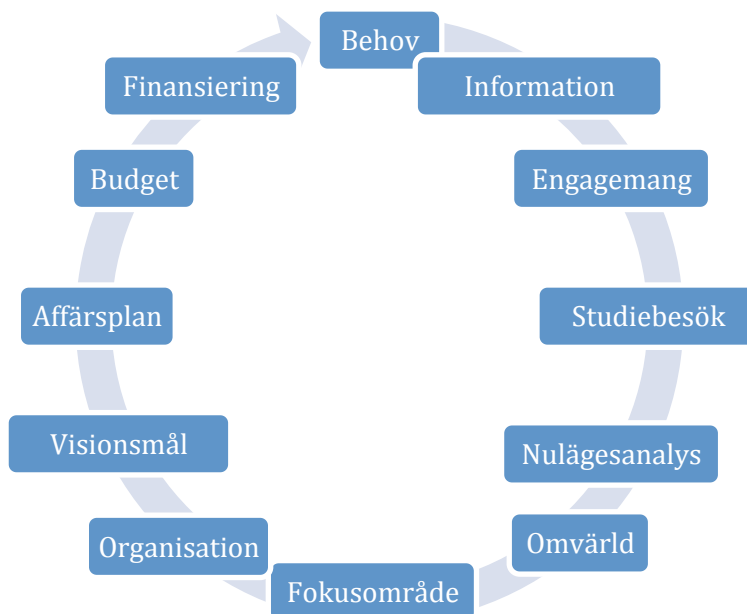 Behov
Information
Engagemang
Studiebesök
Nulägesanalys
Omvärld
Fokusområde
Organisation
Visionsmål
Affärsplan
Budget
Finansiering